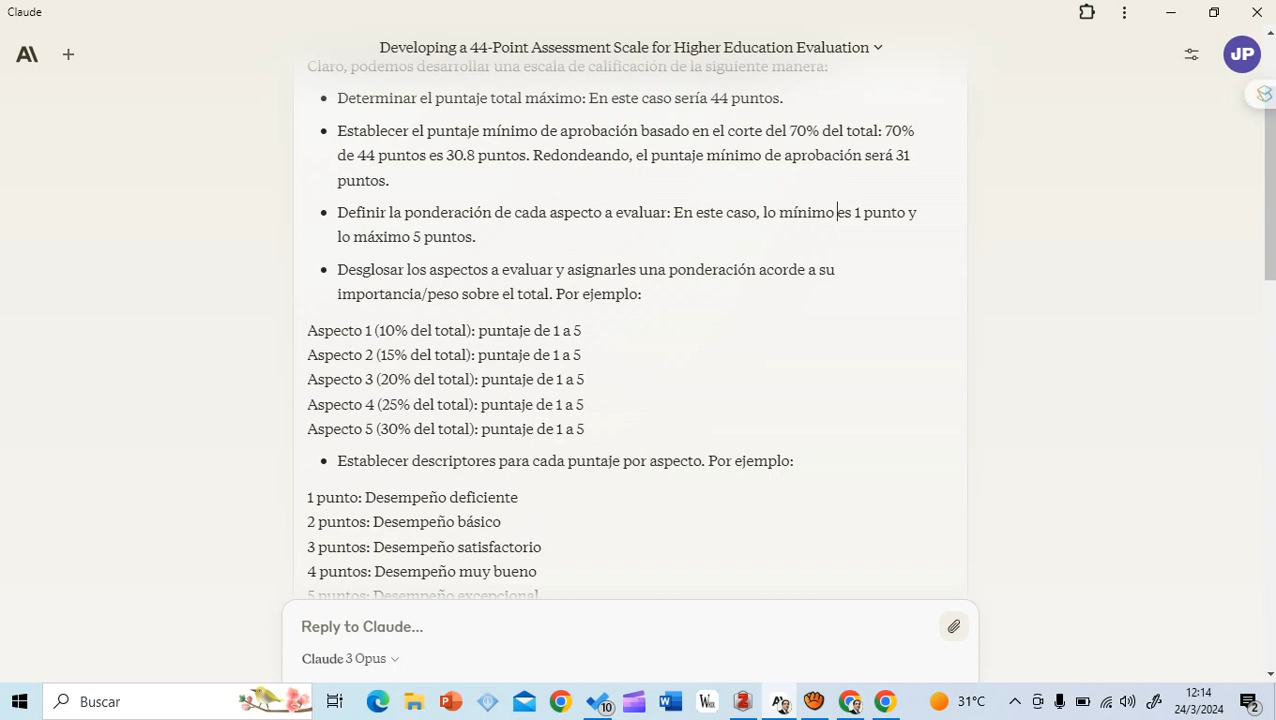 Claude
Developing a 44-Point Assessment Scale for Higher Education Evaluation
JP
Claro, podemos desarrollar una escala de calificación de la siguiente manera:
• Determinar el puntaje total máximo: En este caso sería 44 puntos.
• Establecer el puntaje mínimo de aprobación basado en el corte del 70% del total: 70%
de 44 puntos es 30.8 puntos. Redondeando, el puntaje mínimo de aprobación será 31
puntos.
• Definir la ponderación de cada aspecto a evaluar: En este caso, lo mínimo es 1 punto y
lo máximo 5 puntos.
• Desglosar los aspectos a evaluar y asignarles una ponderación acorde a su
importancia/peso sobre el total. Por ejemplo:
Aspecto 1 (10% del total): puntaje de 1 a 5
Aspecto 2 (15% del total): puntaje de 1 a 5
Aspecto 3 (20% del total): puntaje de 1 a 5
Aspecto 4 (25% del total): puntaje de 1 a 5
Aspecto 5 (30% del total): puntaje de 1 a 5
• Establecer descriptores para cada puntaje por aspecto. Por ejemplo:
1 punto: Desempeño deficiente
2 puntos: Desempeño básico
3 puntos: Desempeño satisfactorio
4 puntos: Desempeño muy bueno
5 puntos: Desempeño excepcional
Reply to Claude...
Claude 3 Opus
Buscar
10
31°C
12:14
24/3/2024
2